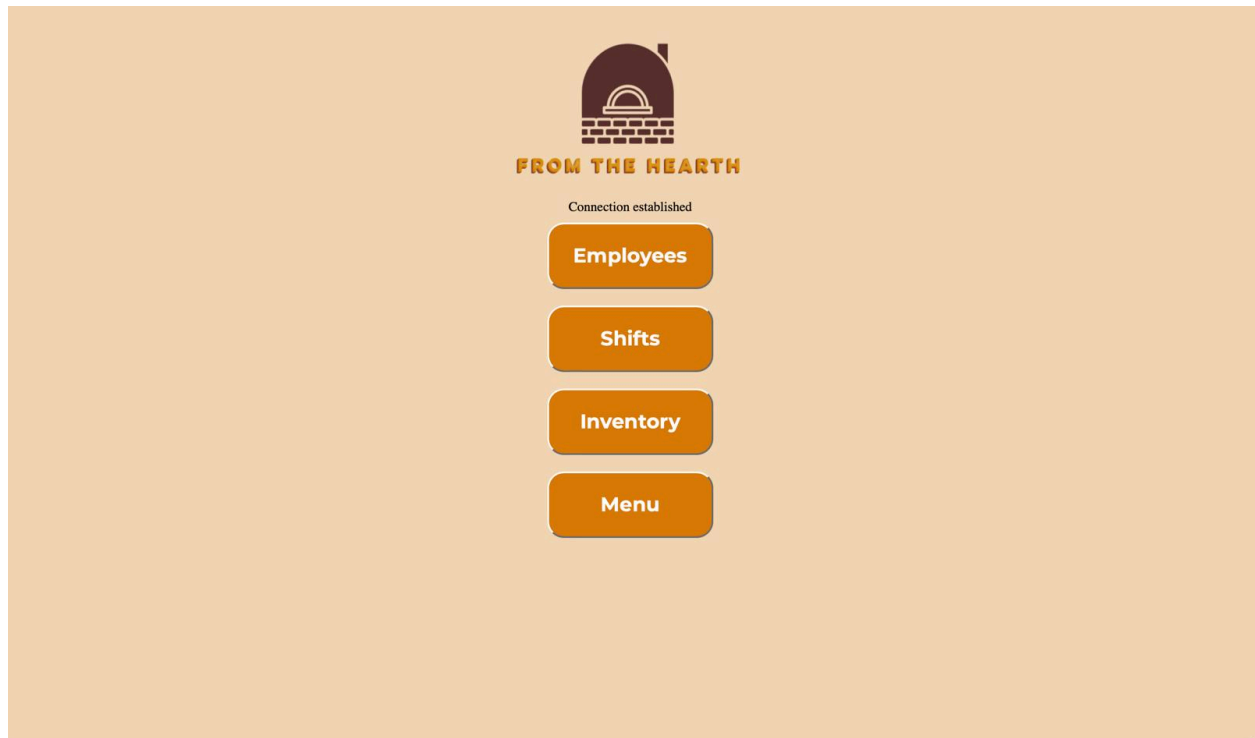 FROM THE HEARTH
Connection established
Employees
Shifts
Inventory
Menu